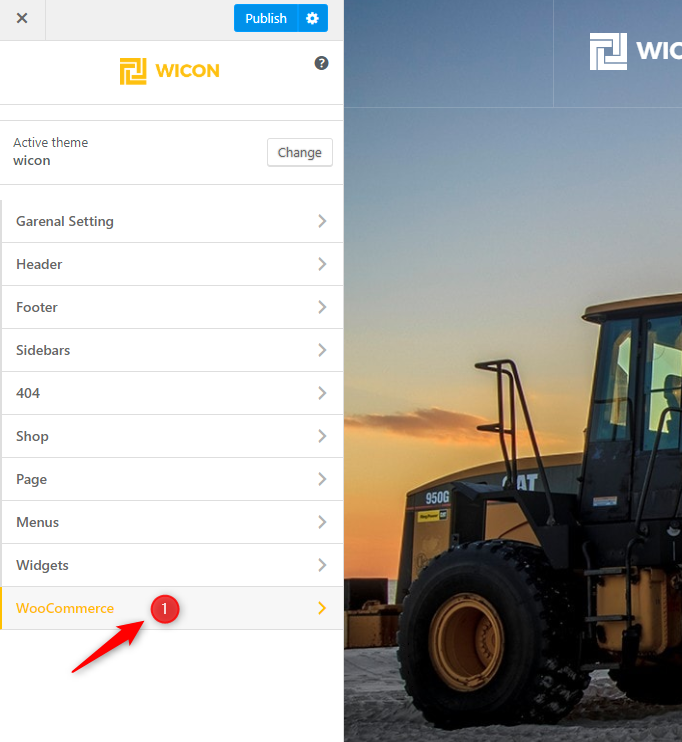 Publish
WICON
?
Active theme
wicon
Change
Garenal Setting
Header
Footer
Sidebars
404
Shop
Page
Menus
Widgets
WooCommerce
1
WIC
CAT
950G
CAT